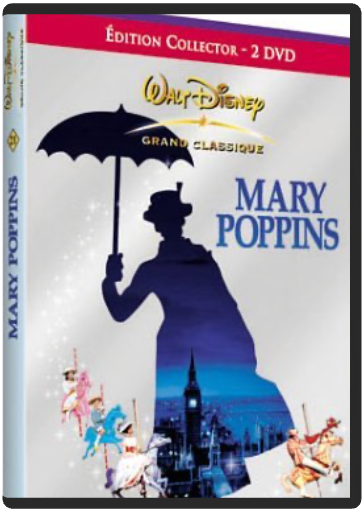 ÉDITION COLLECTOR - 2 DVD
WALT DISNEY
GRAND CLASSIQUE
MARY
POPPINS
MARY POPPINS